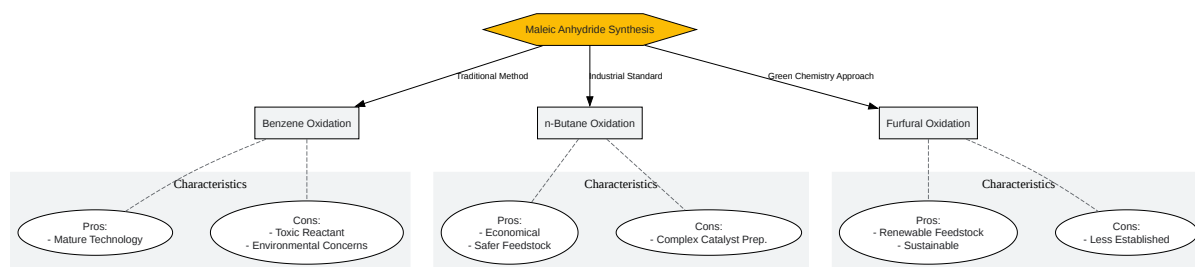 Maleic Anhydride Synthesis
Traditional Method
Industrial Standard
Green Chemistry Approach
Benzene Oxidation
n-Butane Oxidation
Furfural Oxidation
Characteristics
Pros:
- Mature Technology
Cons:
- Toxic Reactant
- Environmental Concerns
Characteristics
Pros:
- Economical
- Safer Feedstock
Cons:
- Complex Catalyst Prep.
Characteristics
Pros:
- Renewable Feedstock
- Sustainable
Cons:
- Less Established